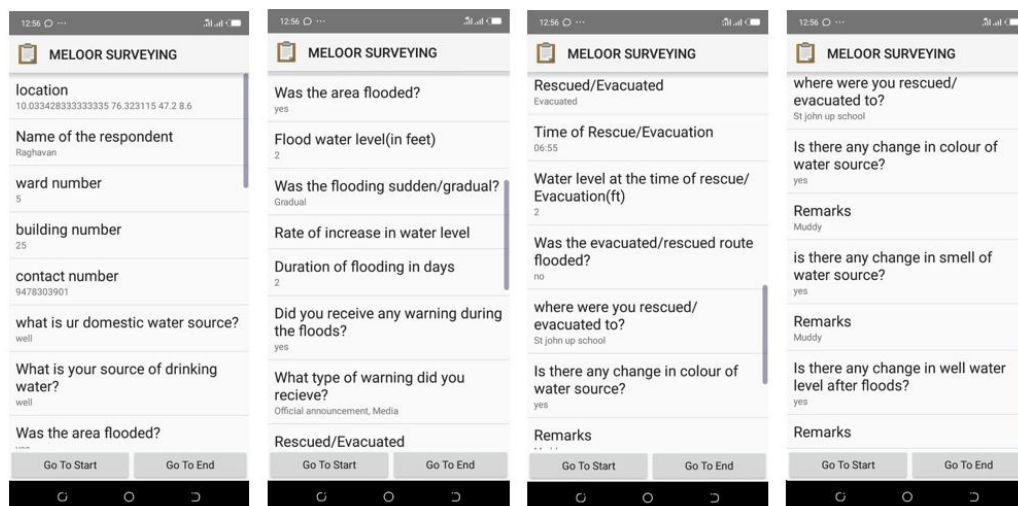 12:56
MELOOR SURVEYING
location
10.033428333333335 76.323115 47.2 8.6
Name of the respondent
Raghavan
ward number
5
building number
25
contact number
9478303901
what is ur domestic water source?
well
What is your source of drinking
water?
well
Was the area flooded?
Go To Start
Go To End
12:56
MELOOR SURVEYING
Was the area flooded?
yes
Flood water level(in feet)
2
Was the flooding sudden/gradual?
Gradual
Rate of increase in water level
Duration of flooding in days
2
Did you receive any warning during
the floods?
yes
What type of warning did you
recieve?
Official announcement, Media
Rescued/Evacuated
Go To Start
Go To End
12:56
MELOOR SURVEYING
Rescued/Evacuated
Evacuated
Time of Rescue/Evacuation
06:55
Water level at the time of rescue/
Evacuation(ft)
2
Was the evacuated/rescued route
flooded?
no
where were you rescued/
evacuated to?
St john up school
Is there any change in colour of
water source?
yes
Remarks
Go To Start
Go To End
12:56
MELOOR SURVEYING
where were you rescued/
evacuated to?
St john up school
Is there any change in colour of
water source?
yes
Remarks
Muddy
is there any change in smell of
water source?
yes
Remarks
Muddy
Is there any change in well water
level after floods?
yes
Remarks
Go To Start
Go To End